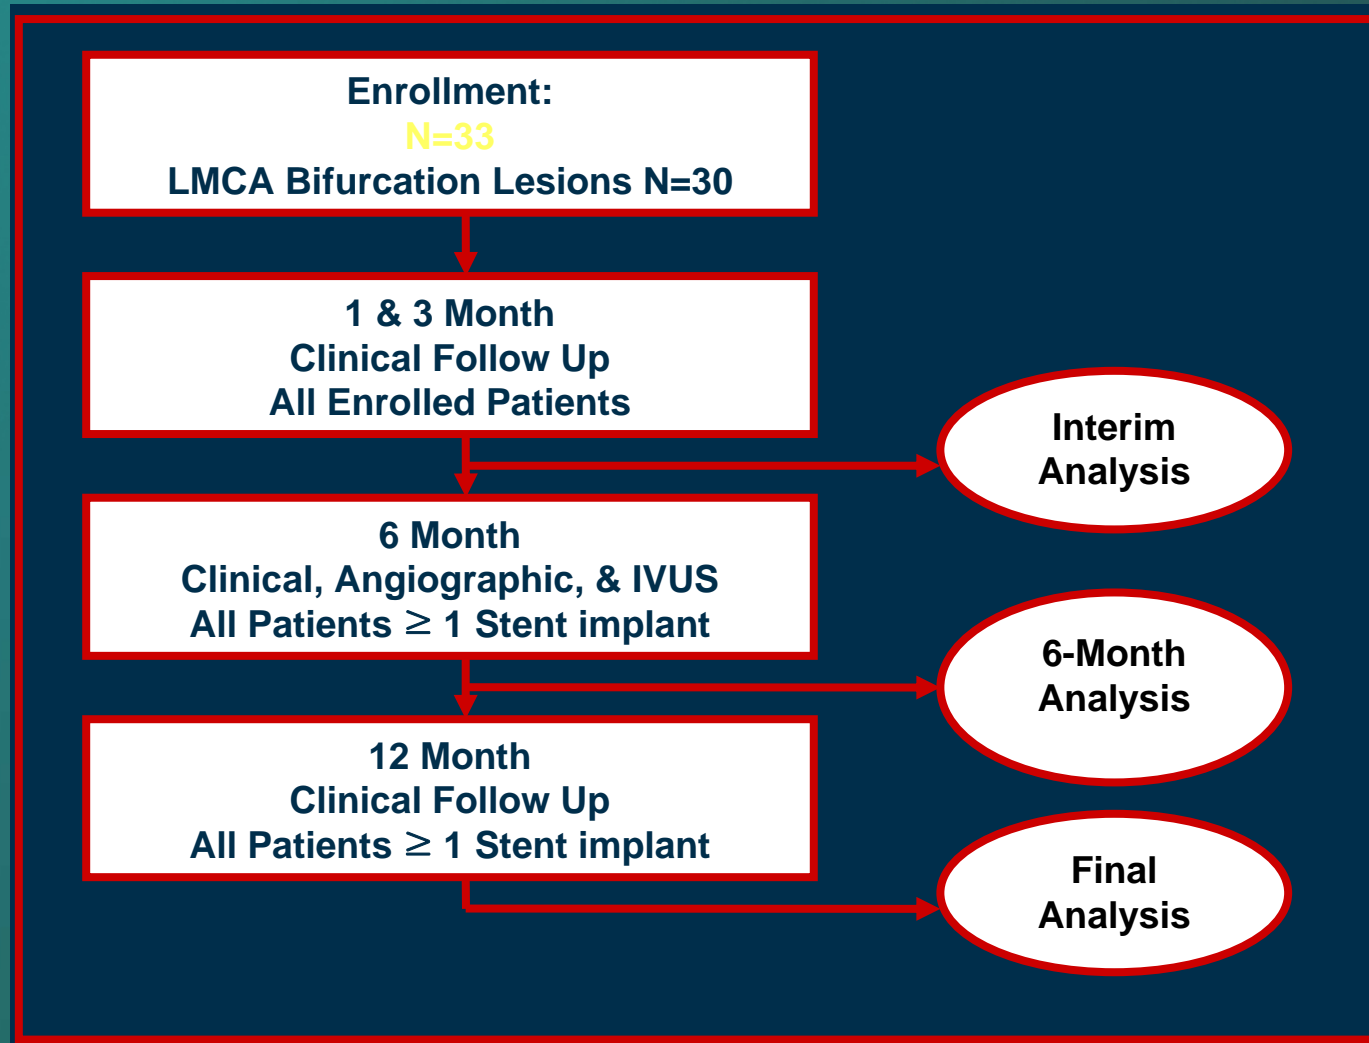 Enrollment:
N=33
LMCA Bifurcation Lesions N=30
1 & 3 Month
Clinical Follow Up
All Enrolled Patients
Interim
Analysis
6 Month
Clinical, Angiographic, & IVUS
All Patients ≥ 1 Stent implant
6-Month
Analysis
12 Month
Clinical Follow Up
All Patients ≥ 1 Stent implant
Final
Analysis